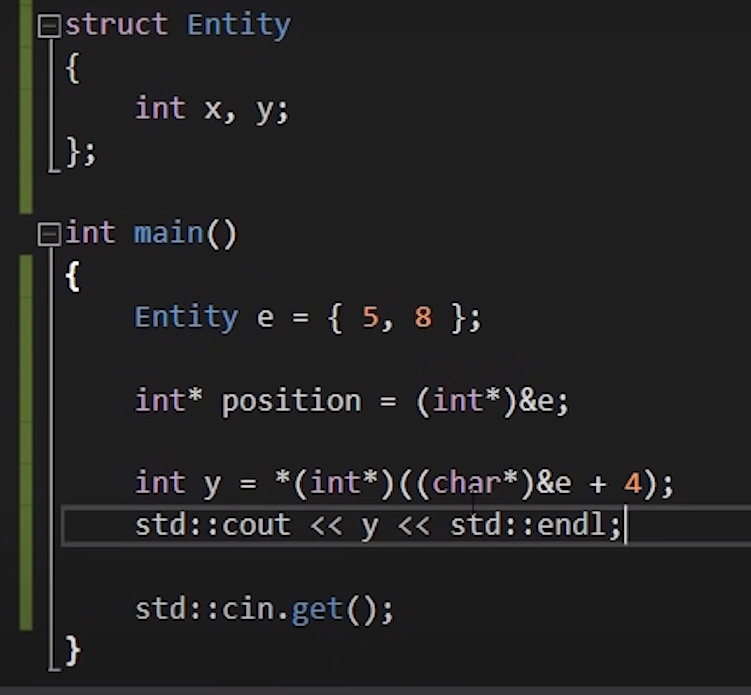 struct Entity
{
    int x, y;
};

int main()
{
    Entity e = { 5, 8 };

    int* position = (int*)&e;

    int y = *(int*)((char*)&e + 4);
    std::cout << y << std::endl;

    std::cin.get();
}